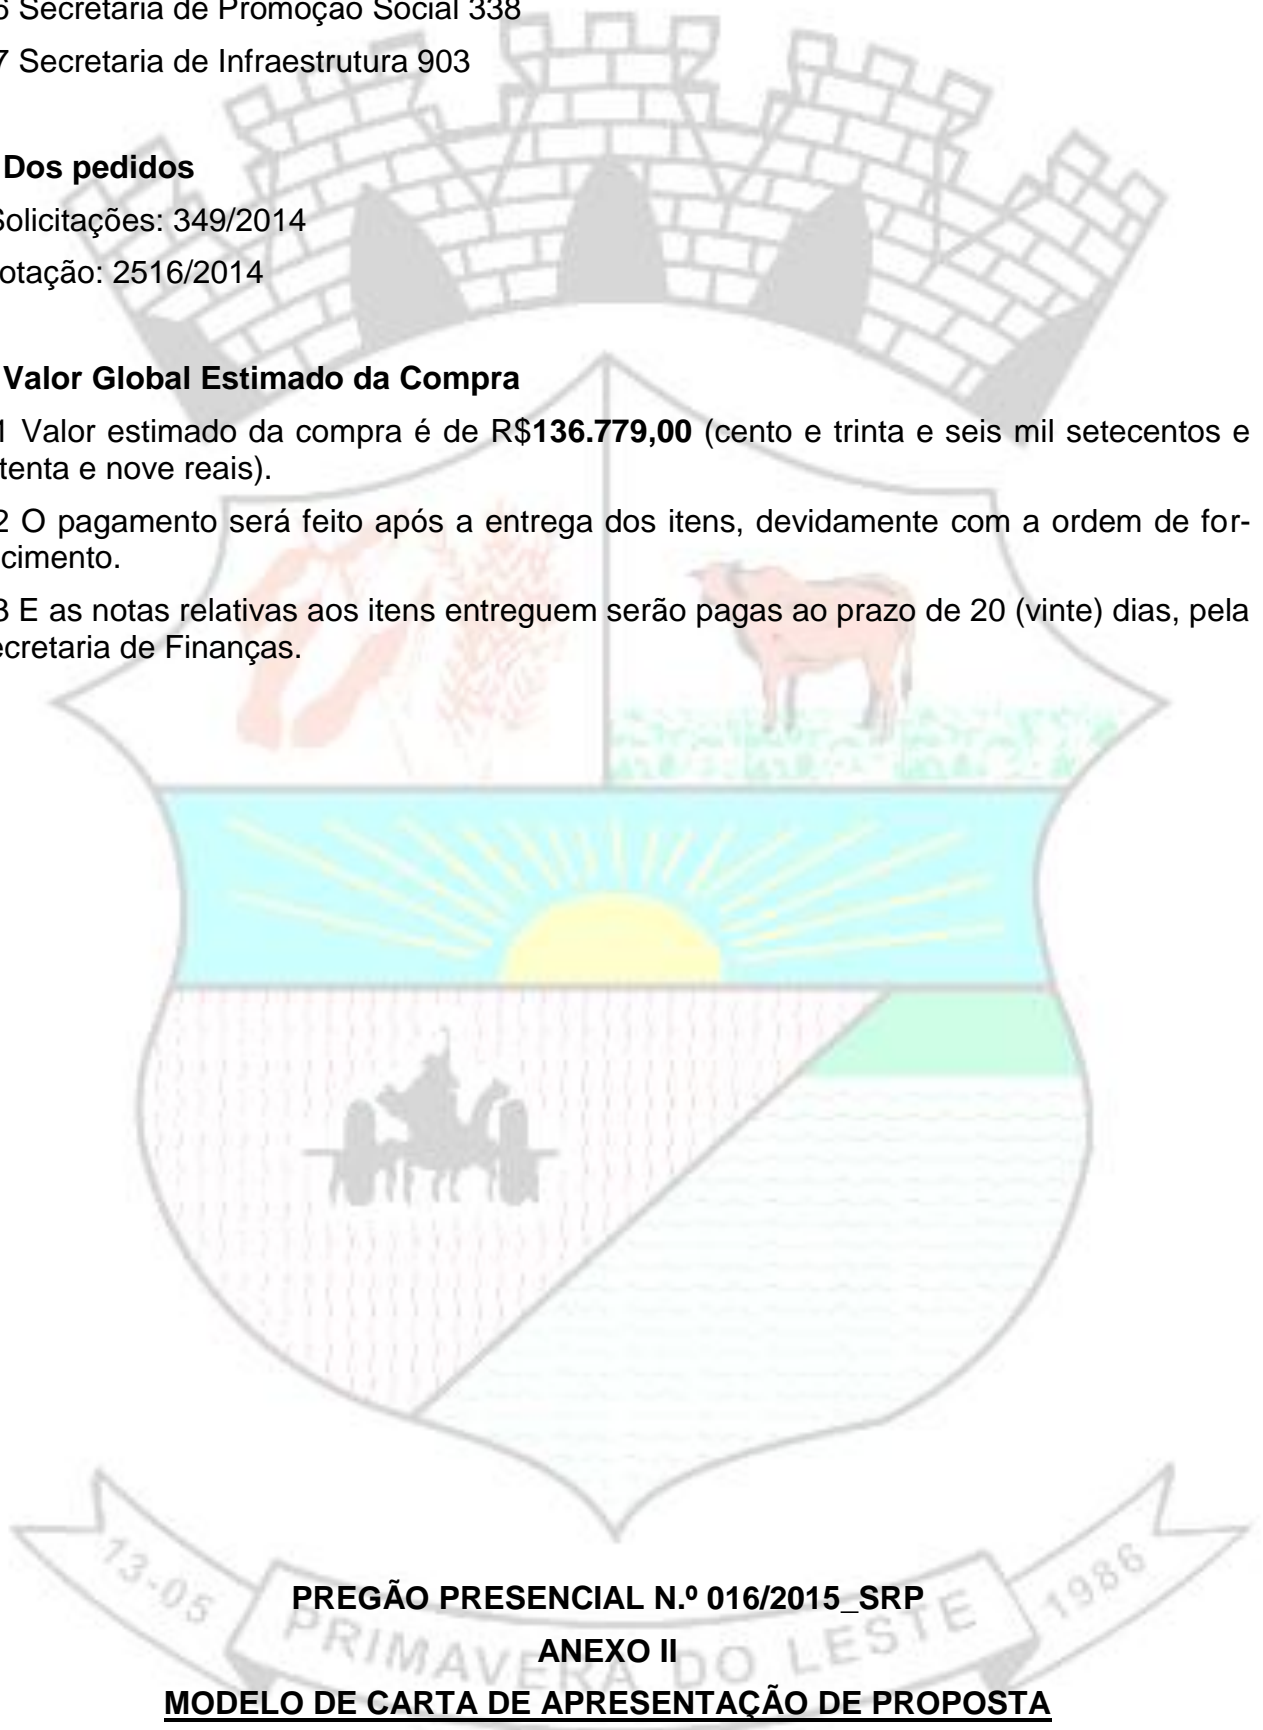 6 Secretaria de Promoção Social 338
7 Secretaria de Infraestrutura 903
Dos pedidos
Solicitações: 349/2014
otação: 2516/2014
Valor Global Estimado da Compra
1 Valor estimado da compra é de R$136.779,00 (cento e trinta e seis mil setecentos e
tenta e nove reais).
2 O pagamento será feito após a entrega dos itens, devidamente com a ordem de for-
cimento.
3 E as notas relativas aos itens entreguem serão pagas ao prazo de 20 (vinte) dias, pela
ecretaria de Finanças.
13-05 PRIMAVERA DO LESTE 1986
PREGÃO PRESENCIAL N.º 016/2015_SRP
ANEXO II
MODELO DE CARTA DE APRESENTAÇÃO DE PROPOSTA